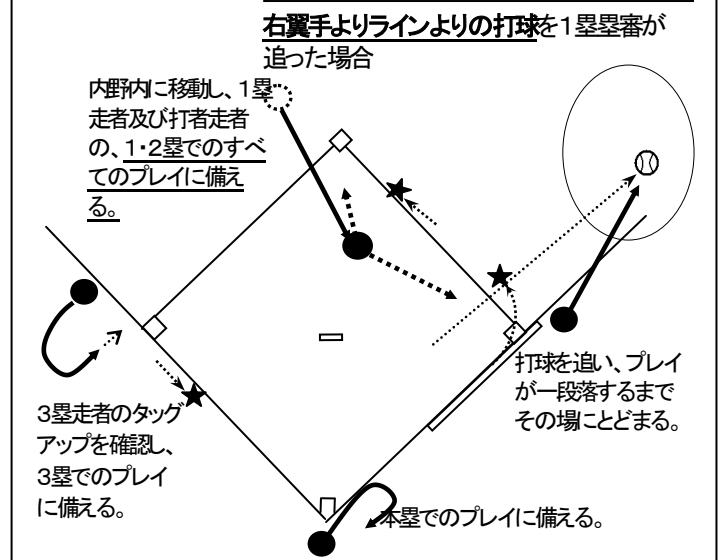 右翼手よりラインよりの打球を1塁塁審が
追った場合
内野内に移動し、1塁
走者及び打者走者
の、1・2塁でのすべ
てのプレイに備え
る。
打球を追い、プレイ
が一段落するまで
その場にとどまる。
3塁走者のタッグ
アップを確認し、
3塁でのプレイ
に備える。
本塁でのプレイに備える。